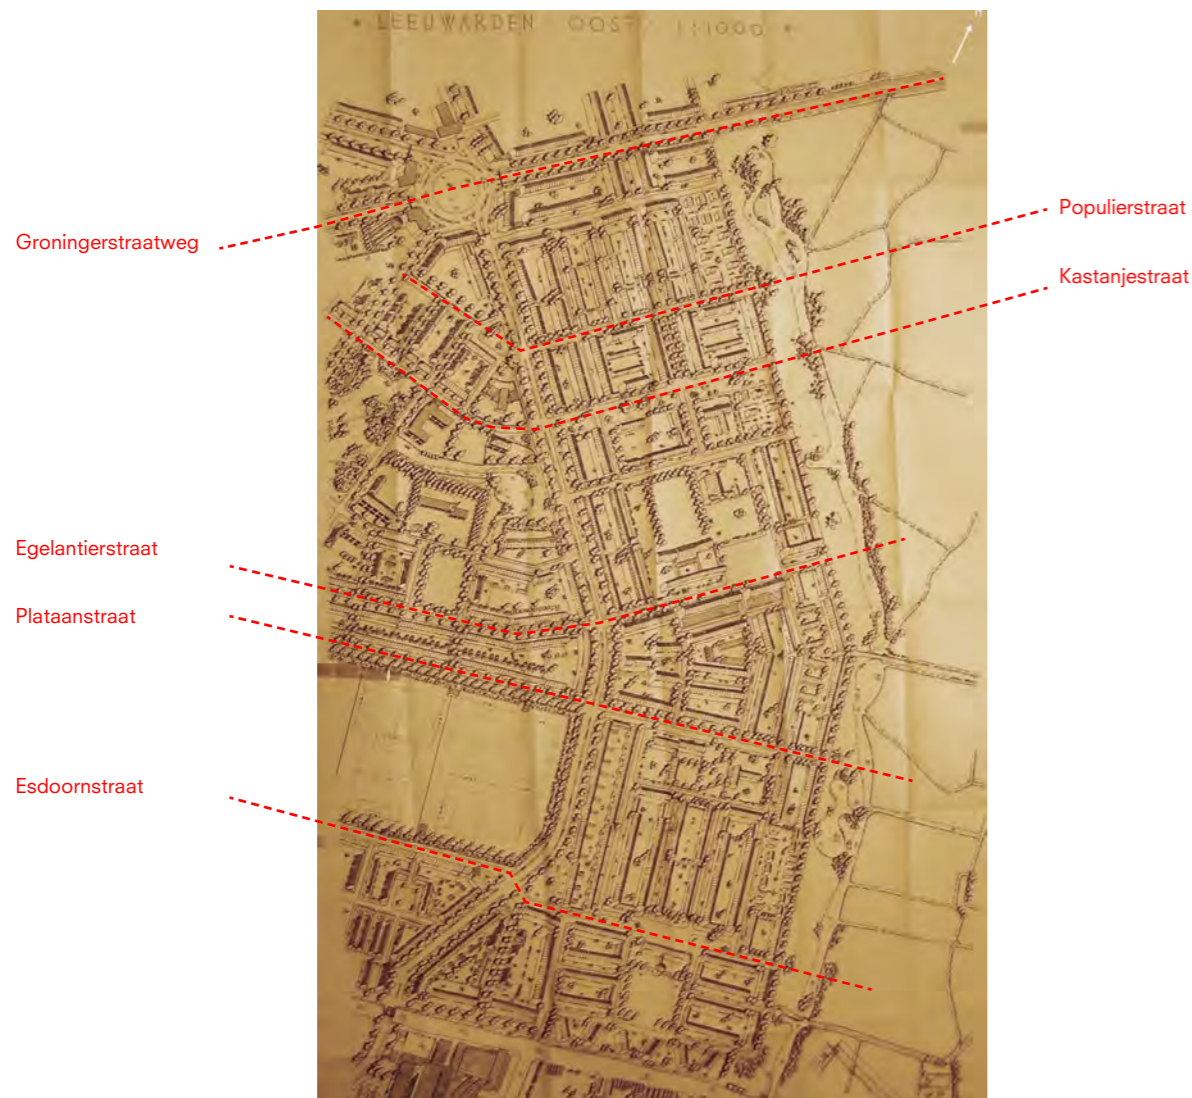 * LEEUWARDEN OOST 1:1000 *
Populierstraat
Groningerstraatweg
Kastanjestraat
Egelantierstraat
Plataanstraat
Esdoornstraat